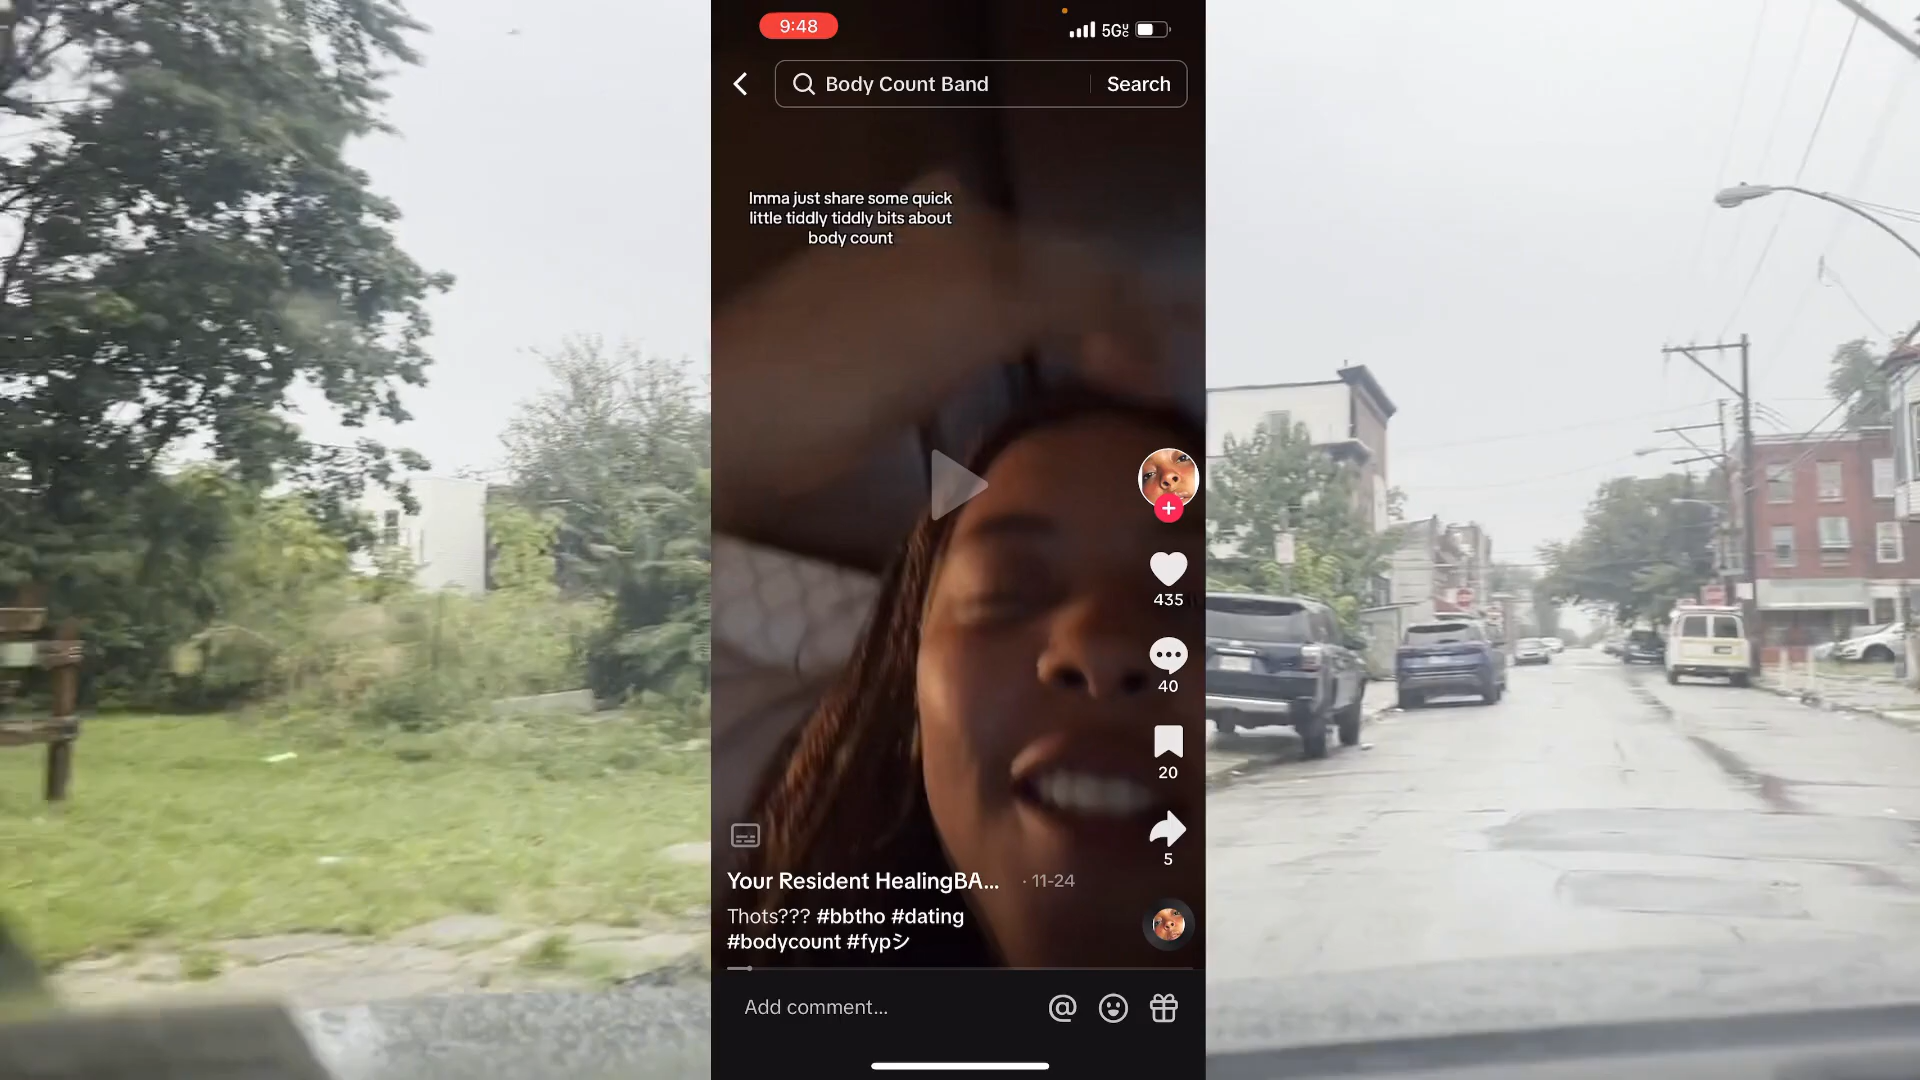 9:48
5G
Body Count Band
Search
Imma just share some quick
little tiddly tiddly bits about
body count
435
40
20
5
Your Resident HealingBA... · 11-24
Thots??? #bbtho #dating
#bodycount #fypシ
Add comment...
@